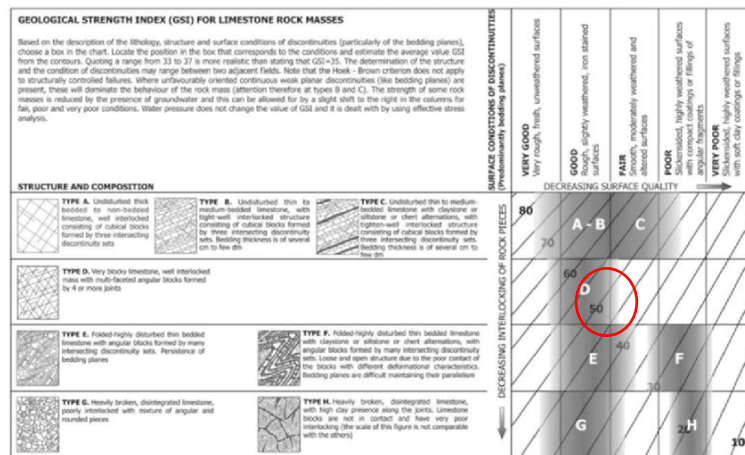 GEOLOGICAL STRENGTH INDEX (GSI) FOR LIMESTONE ROCK MASSES
Based on the description of the lithology, structure and surface conditions of discontinuities (particularly of the bedding planes),
choose a box in the chart. Locate the position in the box that corresponds to the conditions and estimate the average value GSI
from the contours. Quoting a range from 33 to 37 is more realistic than stating that GSI=35. The determination of the structure
and the condition of discontinuities may range between two adjacent fields. Note that the Hoek - Brown criterion does not apply
to structurally controlled failures. Where unfavourably oriented continuous weak planar discontinuities (like bedding planes) are
present, these will dominate the behaviour of the rock mass (attention therefore at types B and C). The strength of some rock
masses is reduced by the presence of groundwater and this can be allowed for by a slight shift to the right in the columns for
fair, poor and very poor conditions. Water pressure does not change the value of GSI and it is dealt with by using effective stress
analysis.
SURFACE CONDITIONS OF DISCONTINUITIES
(Predominantly bedding planes)
VERY GOOD
Very rough, fresh, unweathered surfaces
GOOD
Rough, slightly weathered, iron stained
surfaces
FAIR
Smooth, moderately weathered and
altered surfaces
POOR
Slickensided, highly weathered surfaces
with compact coatings or fillings of
angular fragments
VERY POOR
Slickensided, highly weathered surfaces
with soft clay coatings or fillings
STRUCTURE AND COMPOSITION
DECREASING SURFACE QUALITY
TYPE A. Undisturbed thick
bedded to non-bedded
limestone, well interlocked
consisting of cubical blocks
formed by three intersecting
discontinuity sets
TYPE B. Undisturbed thin to
medium-bedded limestone, with
tight-well interlocked structure
consisting of cubical blocks formed
by three intersecting discontinuity
sets. Bedding thickness is of several
cm to few dm
TYPE C. Undisturbed thin to medium-
bedded limestone with claystone or
siltstone or chert alternations, with
tighten-well interlocked structure
consisting of cubical blocks formed by
three intersecting discontinuity sets.
Bedding thickness is of several cm to
few dm
DECREASING INTERLOCKING OF ROCK PIECES
80
A - B
C
70
TYPE D. Very blocky limestone, well interlocked
mass with multi-faceted angular blocks formed
by 4 or more joints
60
D
50
TYPE E. Folded-highly disturbed thin bedded
limestone with angular blocks formed by many
intersecting discontinuity sets. Persistence of
bedding planes
TYPE F. Folded-highly disturbed thin bedded limestone
with claystone or siltstone or chert alternations, with
angular blocks formed by many intersecting discontinuity
sets. Loose and open structure due to the poor contact of
the blocks with different deformational characteristics.
Bedding planes are difficult maintaining their parallelism
40
E
F
30
TYPE G. Heavily broken, disintegrated limestone,
poorly interlocked with mixture of angular and
rounded pieces
TYPE H. Heavily broken, disintegrated limestone,
with high clay presence along the joints. Limestone
blocks are not in contact and have very poor
interlocking (the scale of this figure is not comparable
with the others)
G
20
H
10